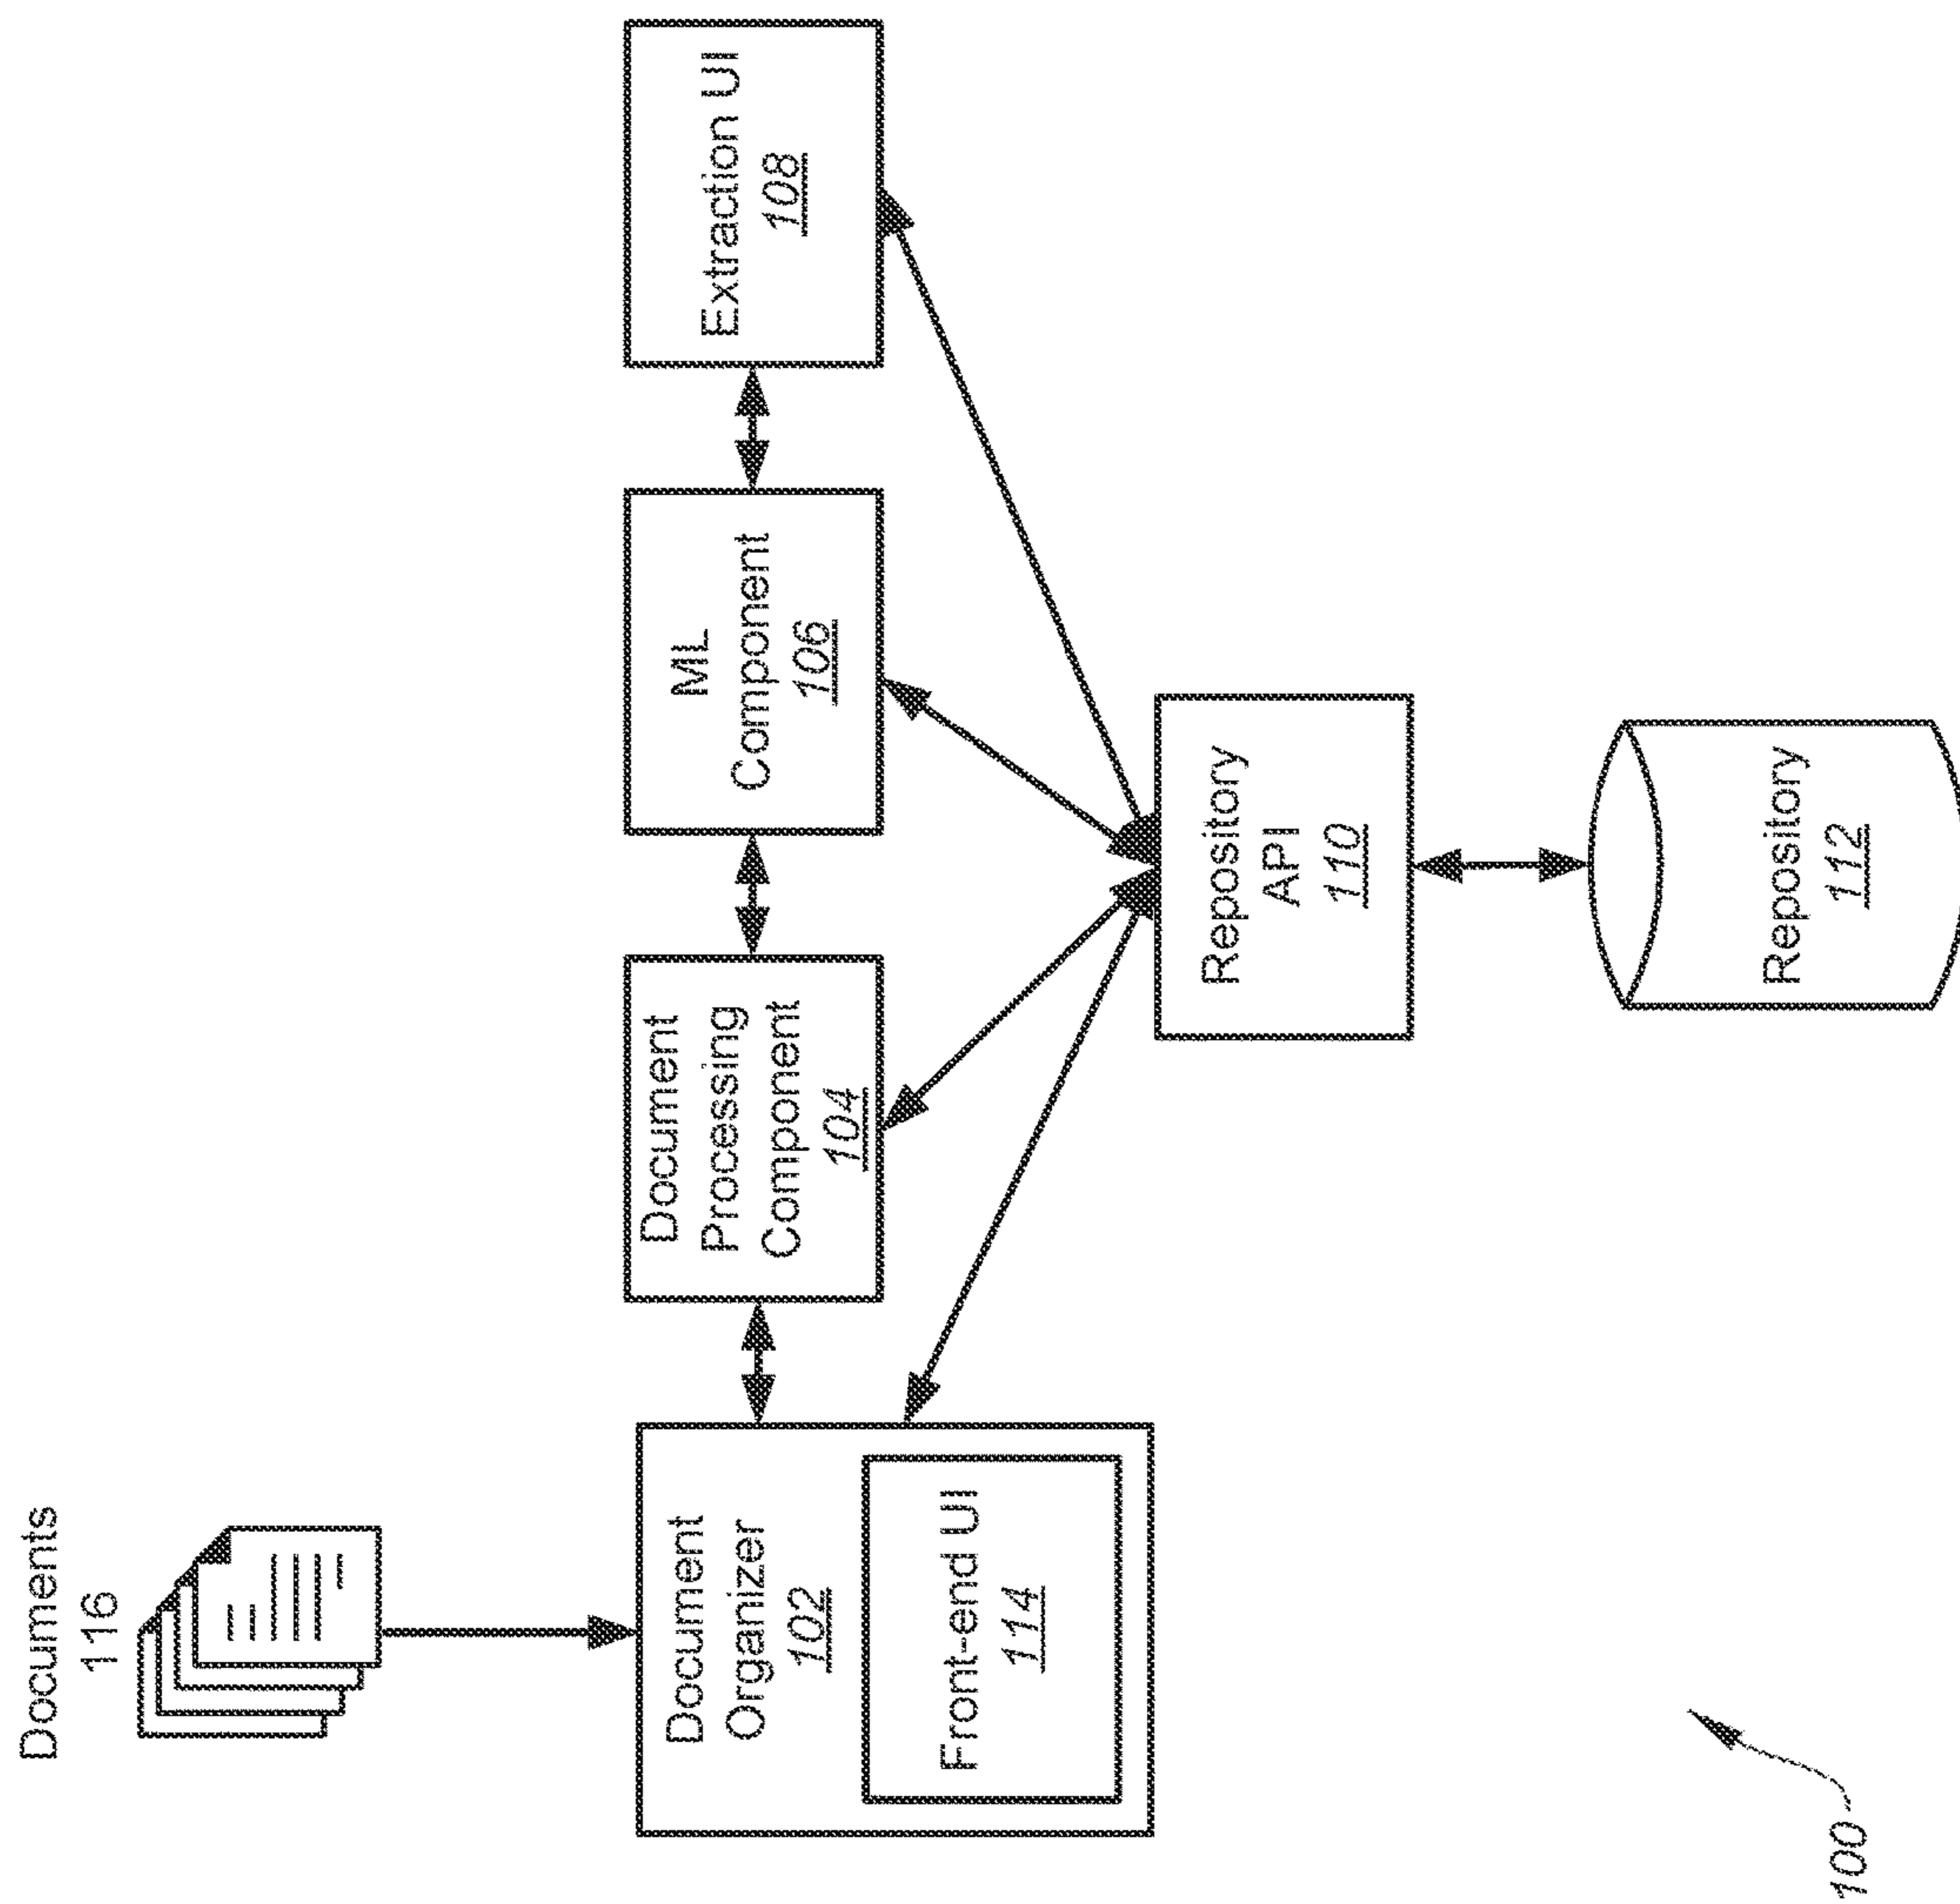 Documents
116
Document
Organizer
102
Front-end UI
114
Document
Processing
Component
104
ML
Component
106
Extraction UI
108
Repository
API
110
Repository
112
100